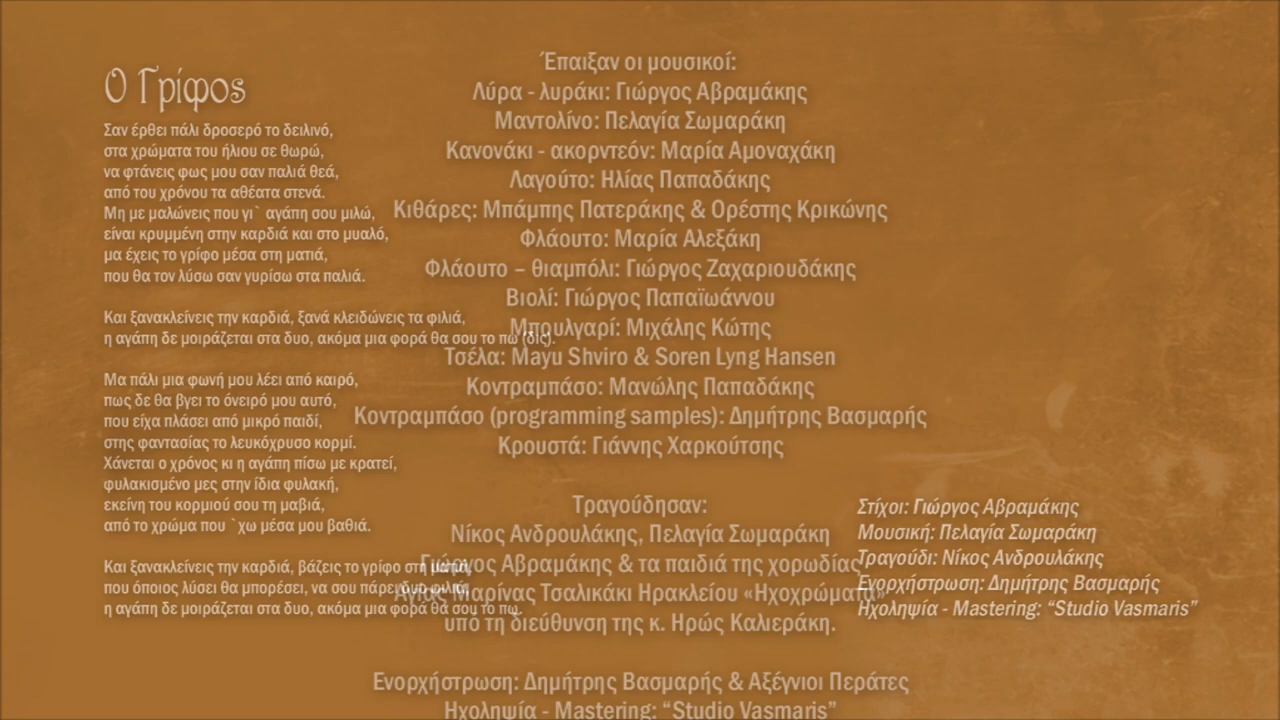 Ο Γρίφος
Σαν έρθει πάλι δροσερό το δειλινό,
στα χρώματα του ήλιου σε θωρώ,
να φτάνεις φως μου σαν παλιά θεά,
από του χρόνου τα αθέατα στενά.
Μη με μαλώνεις που γι` αγάπη σου μιλώ,
είναι κρυμμένη στην καρδιά και στο μυαλό,
μα έχεις το γρίφο μέσα στη ματιά,
που θα τον λύσω σαν γυρίσω στα παλιά.
Και ξανακλείνεις την καρδιά, ξανά κλειδώνεις τα φιλιά,
η αγάπη δε μοιράζεται στα δυο, ακόμα μια φορά θα σου το πω (δις).
Μα πάλι μια φωνή μου λέει από καιρό,
πως δε θα βγει το όνειρό μου αυτό,
που είχα πλάσει από μικρό παιδί,
στης φαντασίας το λευκόχρυσο κορμί.
Χάνεται ο χρόνος κι η αγάπη πίσω με κρατεί,
φυλακισμένο μες στην ίδια φυλακή,
εκείνη του κορμιού σου τη μαβιά,
από το χρώμα που `χω μέσα μου βαθιά.
Και ξανακλείνεις την καρδιά, βάζεις το γρίφο στη ματιά,
που όποιος λύσει θα μπορέσει, να σου πάρει δυο φιλιά,
η αγάπη δε μοιράζεται στα δυο, ακόμα μια φορά θα σου το πω.
Έπαιξαν οι μουσικοί:
Λύρα - λυράκι: Γιώργος Αβραμάκης
Μαντολίνο: Πελαγία Σωμαράκη
Κανονάκι - ακορντεόν: Μαρία Αμοναχάκη
Λαγούτο: Ηλίας Παπαδάκης
Κιθάρες: Μπάμπης Πατεράκης & Ορέστης Κρικώνης
Φλάουτο: Μαρία Αλεξάκη
Φλάουτο – θιαμπόλι: Γιώργος Ζαχαριουδάκης
Βιολί: Γιώργος Παπαϊωάννου
Μπουλγαρί: Μιχάλης Κώτης
Τσέλα: Mayu Shviro & Soren Lyng Hansen
Κοντραμπάσο: Μανώλης Παπαδάκης
Κοντραμπάσο (programming samples): Δημήτρης Βασμαρής
Κρουστά: Γιάννης Χαρκούτσης
Τραγούδησαν:
Νίκος Ανδρουλάκης, Πελαγία Σωμαράκη
Γιώργος Αβραμάκης & τα παιδιά της χορωδίας
Αγίας Μαρίνας Τσαλικάκι Ηρακλείου «Ηχοχρώματα»
υπό τη διεύθυνση της κ. Ηρώς Καλιεράκη.
Ενορχήστρωση: Δημήτρης Βασμαρής & Αξέγνιοι Περάτες
Ηχοληψία - Mastering: “Studio Vasmaris”
Στίχοι: Γιώργος Αβραμάκης
Μουσική: Πελαγία Σωμαράκη
Τραγούδι: Νίκος Ανδρουλάκης
Ενορχήστρωση: Δημήτρης Βασμαρής
Ηχοληψία - Mastering: “Studio Vasmaris”